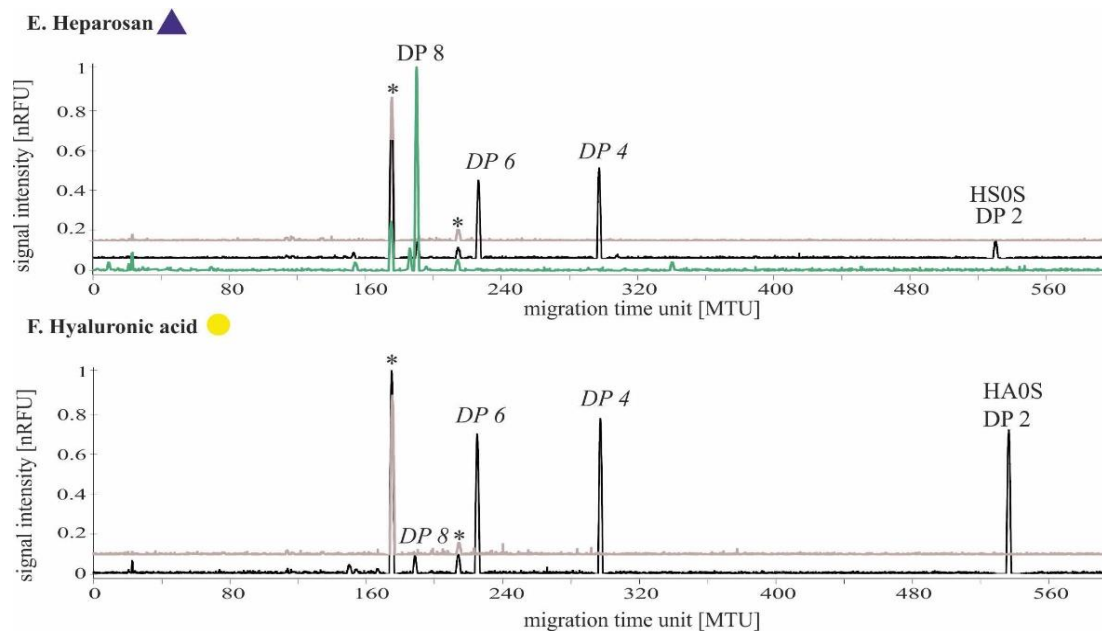 E. Heparosan
DP 8
1
*
0.8
DP 6
DP 4
0.6
0.4
HS0S
DP 2
*
0.2
0
signal intensity [nRFU]
0 80 160 240 320 400 480 560
migration time unit [MTU]
F. Hyaluronic acid
*
1
HA0S
DP 2
DP 6
DP 4
0.8
0.6
0.4
DP 8 *
0.2
0
signal intensity [nRFU]
0 80 160 240 320 400 480 560
migration time unit [MTU]